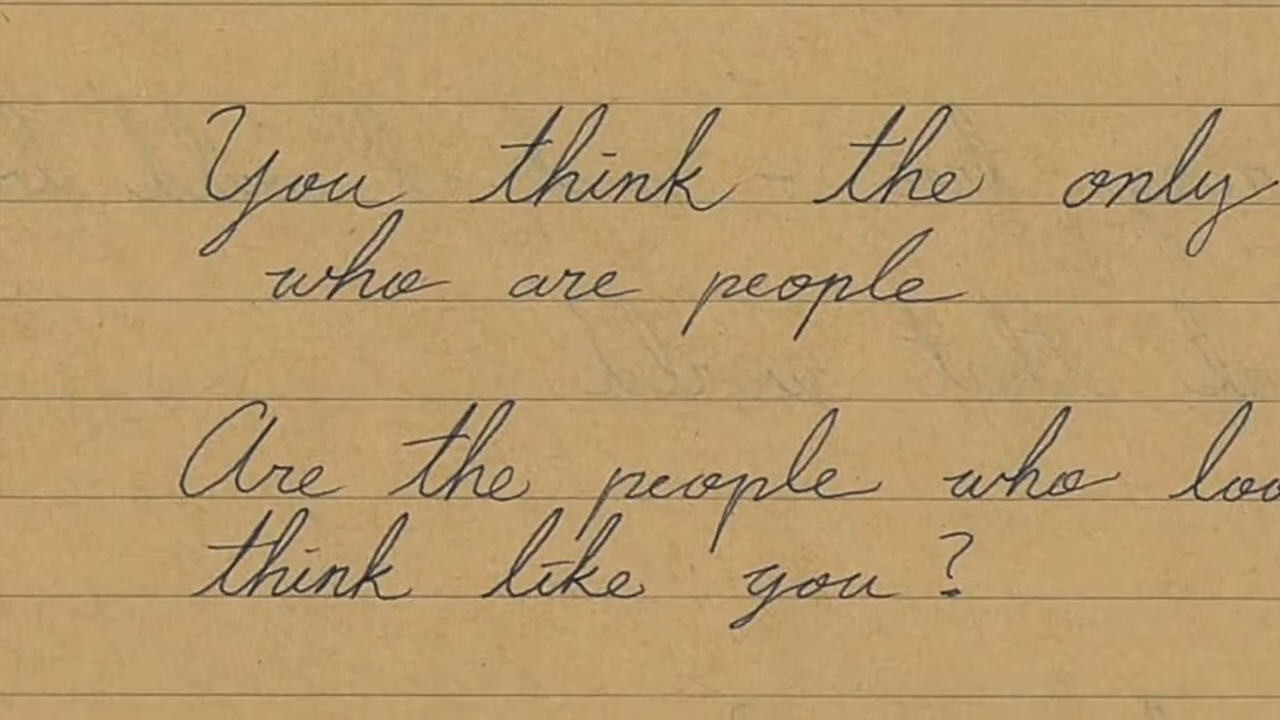 You think the only
who are people
Are the people who
think like you?